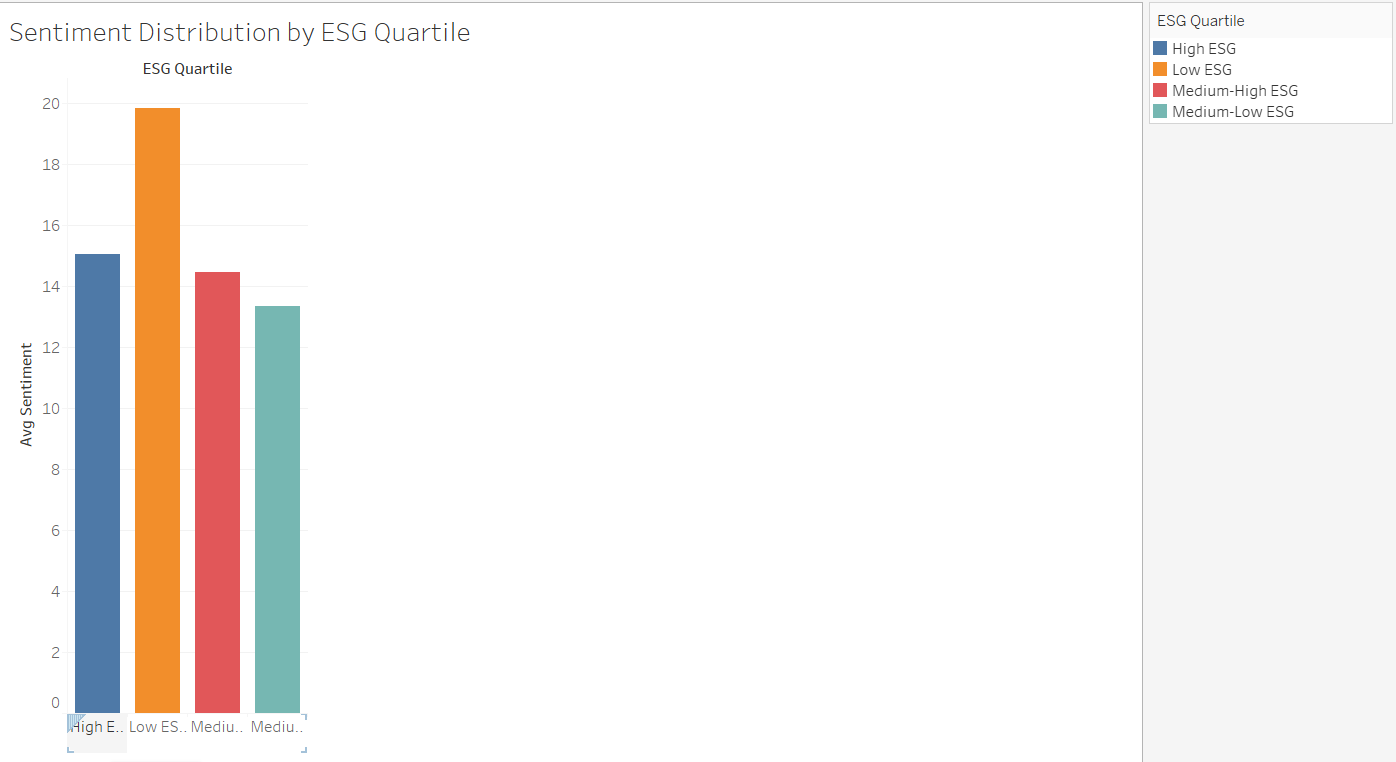 Sentiment Distribution by ESG Quartile
ESG Quartile
20
18
16
14
12
10
8
6
4
2
0
Avg Sentiment
High E.. Low ES.. Mediu.. Mediu..
ESG Quartile
High ESG
Low ESG
Medium-High ESG
Medium-Low ESG